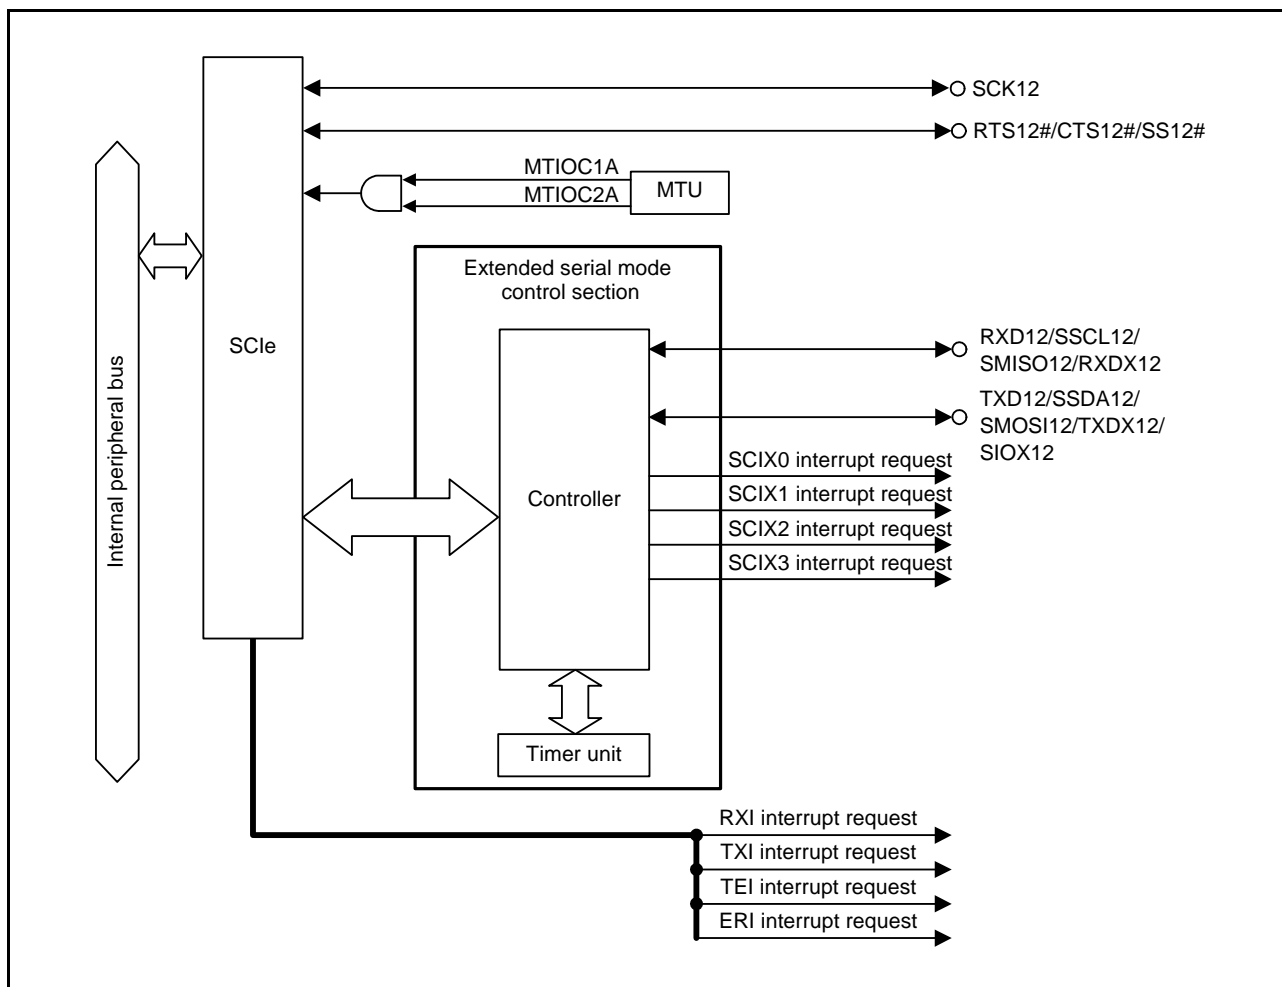 SCK12
RTS12#/CTS12#/SS12#
MTIOC1A
MTIOC2A
MTU
Extended serial mode
control section
SCIe
Internal peripheral bus
RXD12/SSCL12/
SMISO12/RXDX12
TXD12/SSDA12/
SMOSI12/TXDX12/
SIOX12
SCIX0 interrupt request
SCIX1 interrupt request
SCIX2 interrupt request
SCIX3 interrupt request
Controller
Timer unit
RXI interrupt request
TXI interrupt request
TEI interrupt request
ERI interrupt request